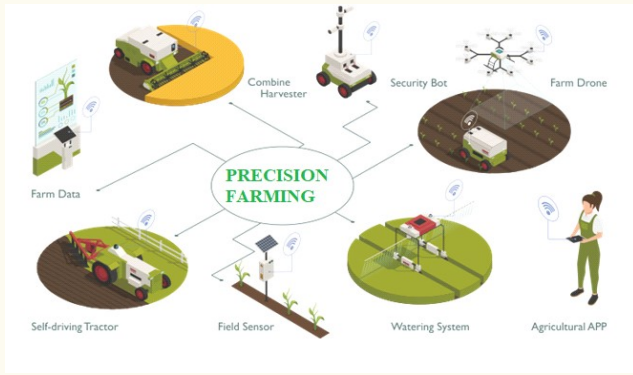 Combine
Harvester
Security Bot
Farm Drone
PRECISION
FARMING
Farm Data
Self-driving Tractor
Field Sensor
Watering System
Agricultural APP